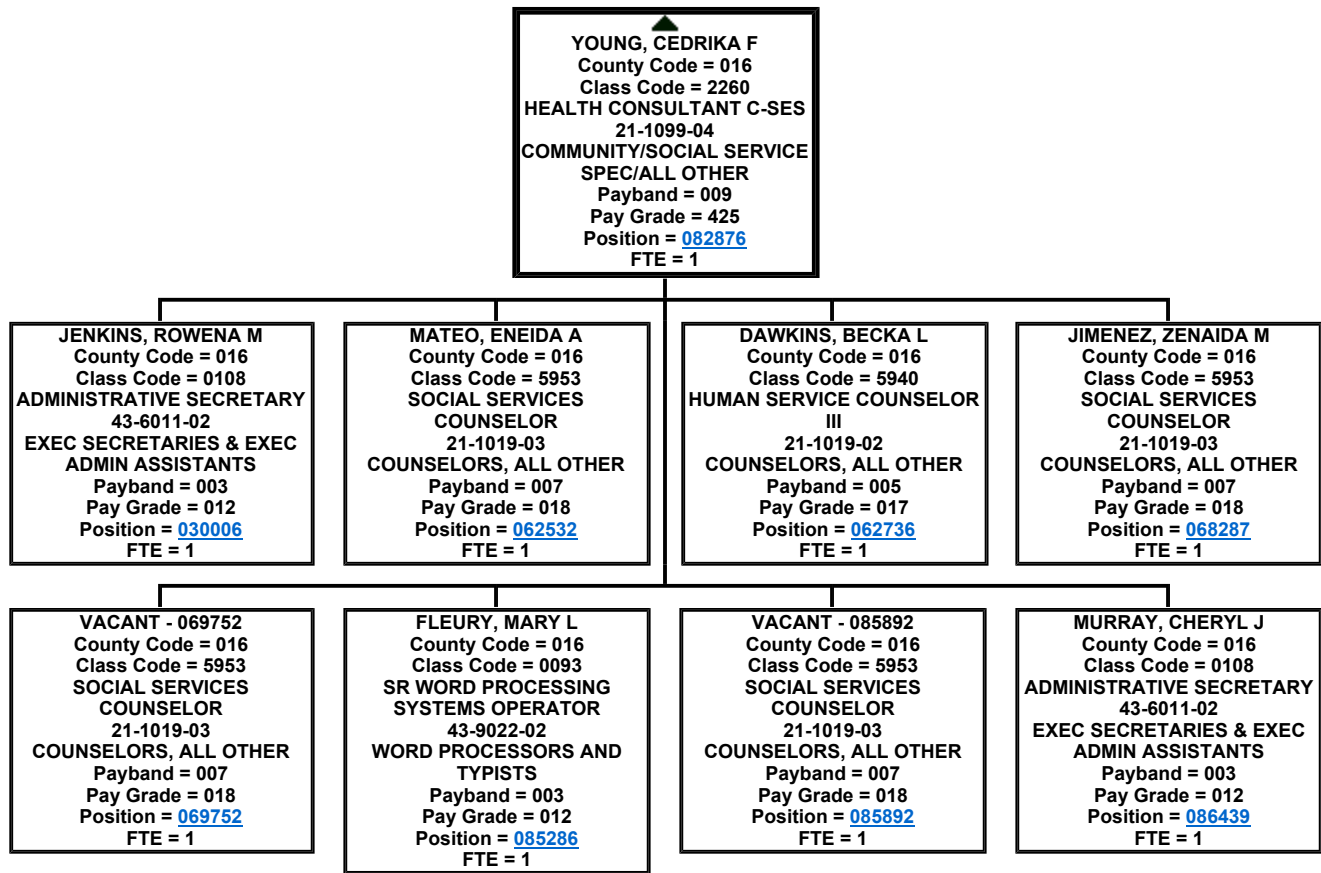 YOUNG, CEDRIKA F
County Code = 016
Class Code = 2260
HEALTH CONSULTANT C-SES
21-1099-04
COMMUNITY/SOCIAL SERVICE
SPEC/ALL OTHER
Payband = 009
Pay Grade = 425
Position = 082876
FTE = 1
JENKINS, ROWENA M
County Code = 016
Class Code = 0108
ADMINISTRATIVE SECRETARY
43-6011-02
EXEC SECRETARIES & EXEC
ADMIN ASSISTANTS
Payband = 003
Pay Grade = 012
Position = 030006
FTE = 1
MATEO, ENEIDA A
County Code = 016
Class Code = 5953
SOCIAL SERVICES
COUNSELOR
21-1019-03
COUNSELORS, ALL OTHER
Payband = 007
Pay Grade = 018
Position = 062532
FTE = 1
DAWKINS, BECKA L
County Code = 016
Class Code = 5940
HUMAN SERVICE COUNSELOR
III
21-1019-02
COUNSELORS, ALL OTHER
Payband = 005
Pay Grade = 017
Position = 062736
FTE = 1
JIMENEZ, ZENAIDA M
County Code = 016
Class Code = 5953
SOCIAL SERVICES
COUNSELOR
21-1019-03
COUNSELORS, ALL OTHER
Payband = 007
Pay Grade = 018
Position = 068287
FTE = 1
VACANT - 069752
County Code = 016
Class Code = 5953
SOCIAL SERVICES
COUNSELOR
21-1019-03
COUNSELORS, ALL OTHER
Payband = 007
Pay Grade = 018
Position = 069752
FTE = 1
FLEURY, MARY L
County Code = 016
Class Code = 0093
SR WORD PROCESSING
SYSTEMS OPERATOR
43-9022-02
WORD PROCESSORS AND
TYPISTS
Payband = 003
Pay Grade = 012
Position = 085286
FTE = 1
VACANT - 085892
County Code = 016
Class Code = 5953
SOCIAL SERVICES
COUNSELOR
21-1019-03
COUNSELORS, ALL OTHER
Payband = 007
Pay Grade = 018
Position = 085892
FTE = 1
MURRAY, CHERYL J
County Code = 016
Class Code = 0108
ADMINISTRATIVE SECRETARY
43-6011-02
EXEC SECRETARIES & EXEC
ADMIN ASSISTANTS
Payband = 003
Pay Grade = 012
Position = 086439
FTE = 1